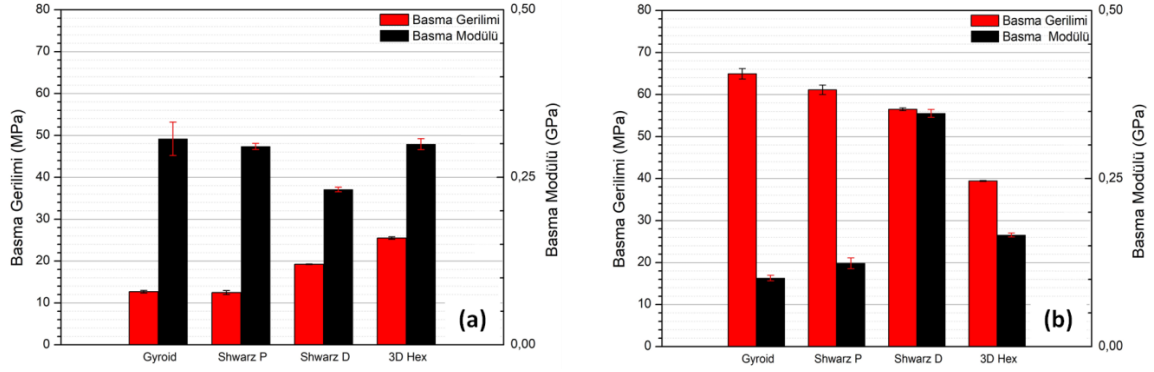 80
70
60
50
40
30
20
10
0
Basma Gerilimi (MPa)
Basma Gerilimi
Basma Modülü
0,50
0,25
0,00
Basma Modülü (GPa)
Gyroid Shwarz P Shwarz D 3D Hex
(a)
80
70
60
50
40
30
20
10
0
Basma Gerilimi (MPa)
Basma Gerilimi
Basma Modülü
0,50
0,25
0,00
Basma Modülü (GPa)
Gyroid Shwarz P Shwarz D 3D Hex
(b)